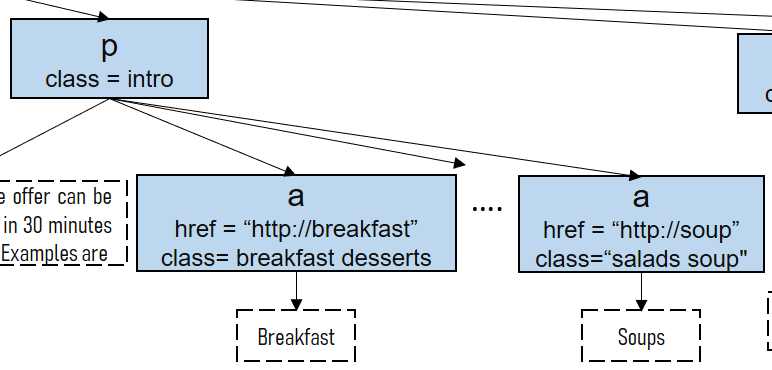 p
class = intro
e offer can be
in 30 minutes
Examples are
a
href = “http://breakfast”
class= breakfast desserts
....
a
href = “http://soup”
class=“salads soup"
Breakfast
Soups